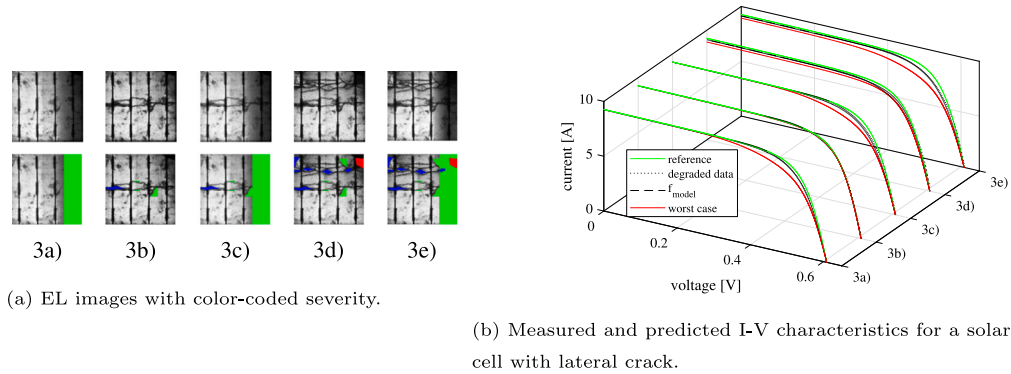 3a) 3b) 3c) 3d) 3e)
(a) EL images with color-coded severity.
10
5
0
current [A]
0
0.2
0.4
0.6
voltage [V]
3a)
3b)
3c)
3d)
3e)
reference
degraded data
f_model
worst case
(b) Measured and predicted I-V characteristics for a solar
cell with lateral crack.